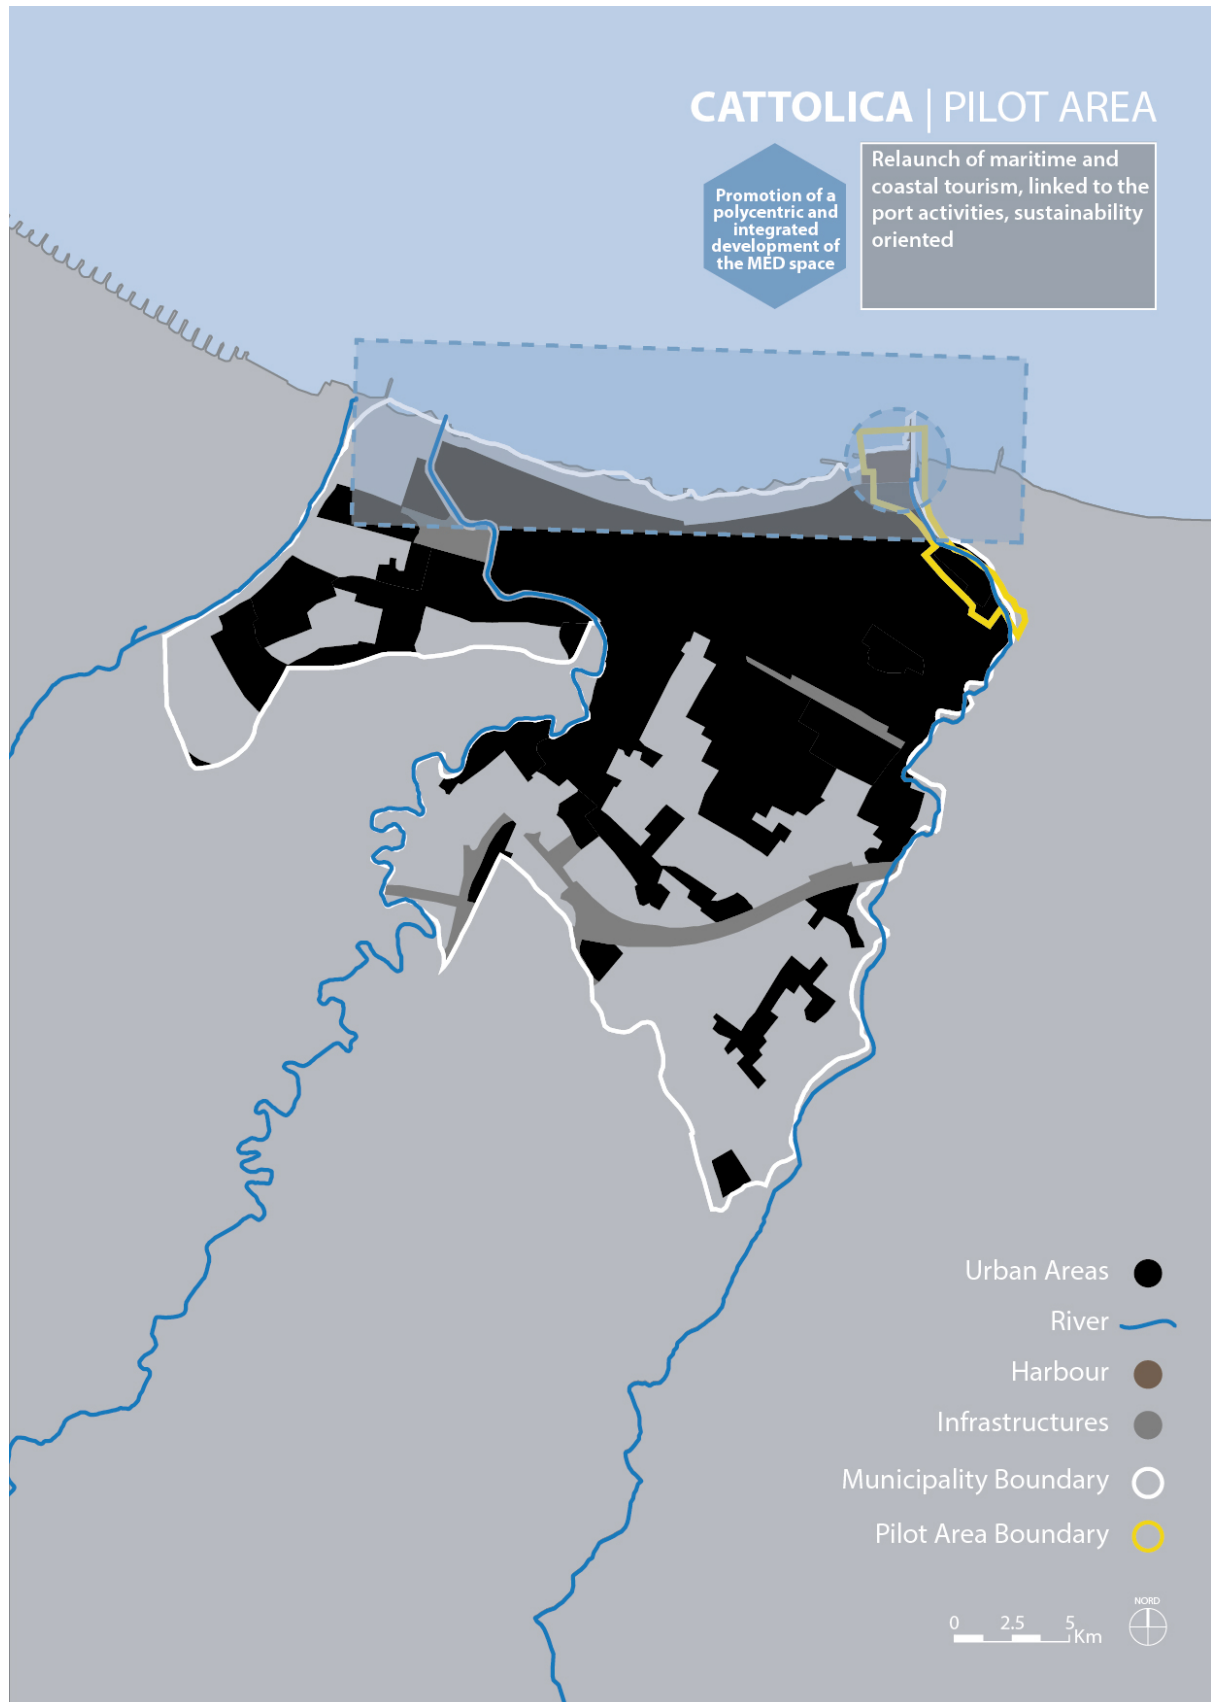 CATTOLICA | PILOT AREA
Promotion of a
polycentric and
integrated
development of
the MED space
Relaunch of maritime and
coastal tourism, linked to the
port activities, sustainability
oriented
Urban Areas
River
Harbour
Infrastructures
Municipality Boundary
Pilot Area Boundary
NORD
0 2.5 5
Km